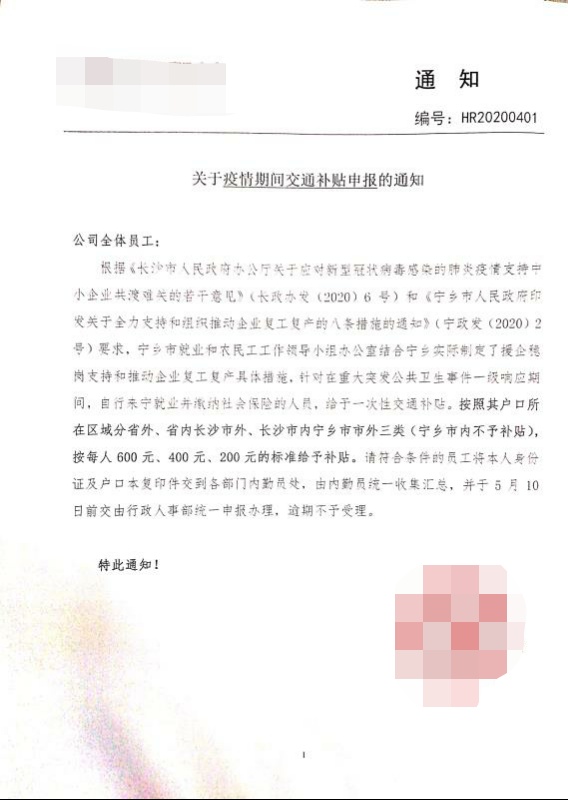 通 知
编号：HR20200401
关于疫情期间交通补贴申报的通知
公司全体员工：
根据《长沙市人民政府办公厅关于应对新型冠状病毒感染的肺炎疫情支持中
小企业共渡难关的若干意见》（长政办发（2020）6 号）和《宁乡市人民政府印
发关于全力支持和组织推动企业复工复产的八条措施的通知》（宁政发（2020）2
号）要求，宁乡市就业和农民工工作领导小组办公室结合宁乡实际制定了援企稳
岗支持和推动企业复工复产具体措施，针对在重大突发公共卫生事件一级响应期
间，自行来宁就业并缴纳社会保险的人员，给于一次性交通补贴。按照其户口所
在区域分省外、省内长沙市外、长沙市内宁乡市市外三类（宁乡市内不予补贴），
按每人 600 元、400 元、200 元的标准给予补贴。请符合条件的员工将本人身份
证及户口本复印件交到各部门内勤员处，由内勤员统一收集汇总，并于 5 月 10
日前交由行政人事部统一申报办理，逾期不予受理。
特此通知！
1